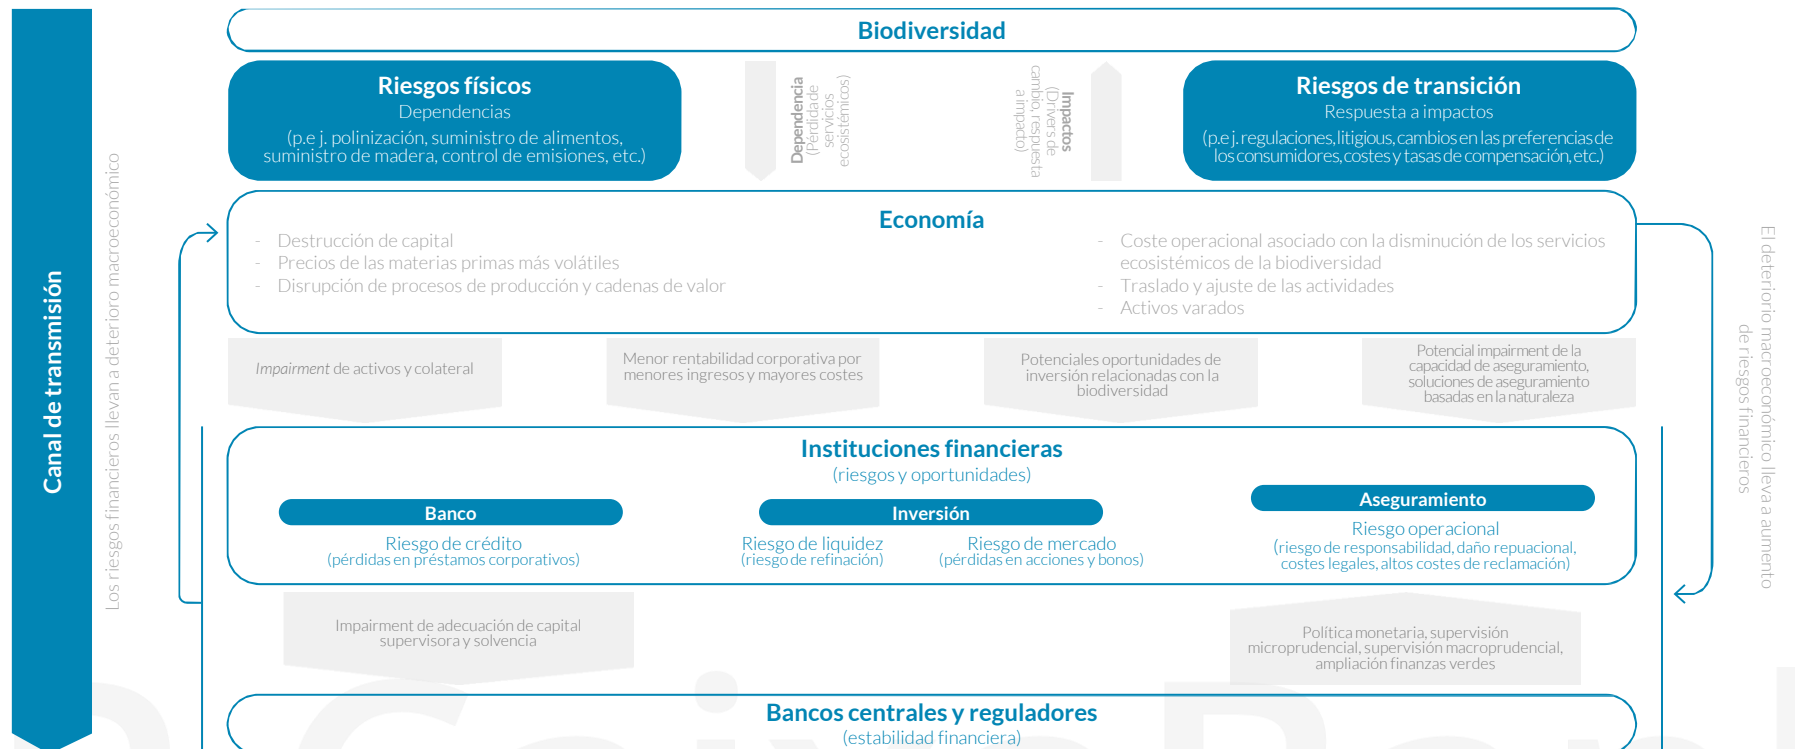 Biodiversidad
Riesgos físicos
Dependencias
(p.e j. polinización, suministro de alimentos,
suministro de madera, control de emisiones, etc.)
Dependencia
(Pérdida de
servicios
ecosistémicos)
Impactos
(Drivers de
cambio, respuesta
a impacto)
Riesgos de transición
Respuesta a impactos
(p.e j. regulaciones, litigious, cambios en las preferencias de
los consumidores, costes y tasas de compensación, etc.)
Canal de transmisión
Los riesgos financieros llevan a deterioro macroeconómico
Economía
- Destrucción de capital
- Precios de las materias primas más volátiles
- Disrupción de procesos de producción y cadenas de valor
- Coste operacional asociado con la disminución de los servicios
ecosistémicos de la biodiversidad
- Traslado y ajuste de las actividades
- Activos varados
El deteriorio macroeconómico lleva a aumento
de riesgos financieros
Impairment de activos y colateral
Menor rentabilidad corporativa por
menores ingresos y mayores costes
Potenciales oportunidades de
inversión relacionadas con la
biodiversidad
Potencial impairment de la
capacidad de aseguramiento,
soluciones de aseguramiento
basadas en la naturaleza
Instituciones financieras
(riesgos y oportunidades)
Banco
Riesgo de crédito
(pérdidas en préstamos corporativos)
Inversión
Riesgo de liquidez
(riesgo de refinación)
Riesgo de mercado
(pérdidas en acciones y bonos)
Aseguramiento
Riesgo operacional
(riesgo de responsabilidad, daño repuacional,
costes legales, altos costes de reclamación)
Impairment de adecuación de capital
supervisora y solvencia
Política monetaria, supervisión
microprudencial, supervisión macroprudencial,
ampliación finanzas verdes
Bancos centrales y reguladores
(estabilidad financiera)